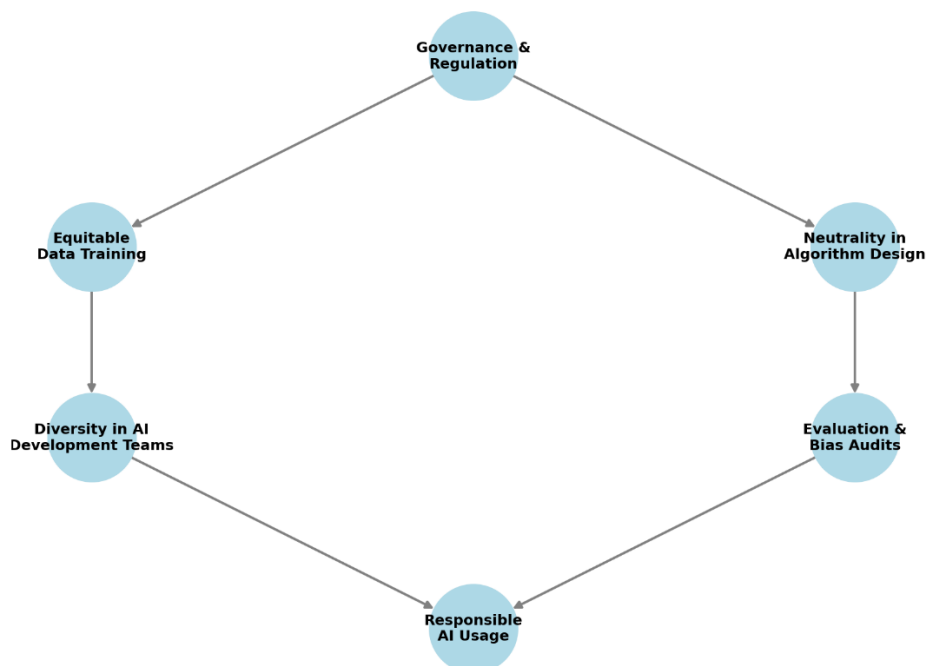 Governance &
Regulation
Equitable
Data Training
Neutrality in
Algorithm Design
Diversity in AI
Development Teams
Evaluation &
Bias Audits
Responsible
AI Usage